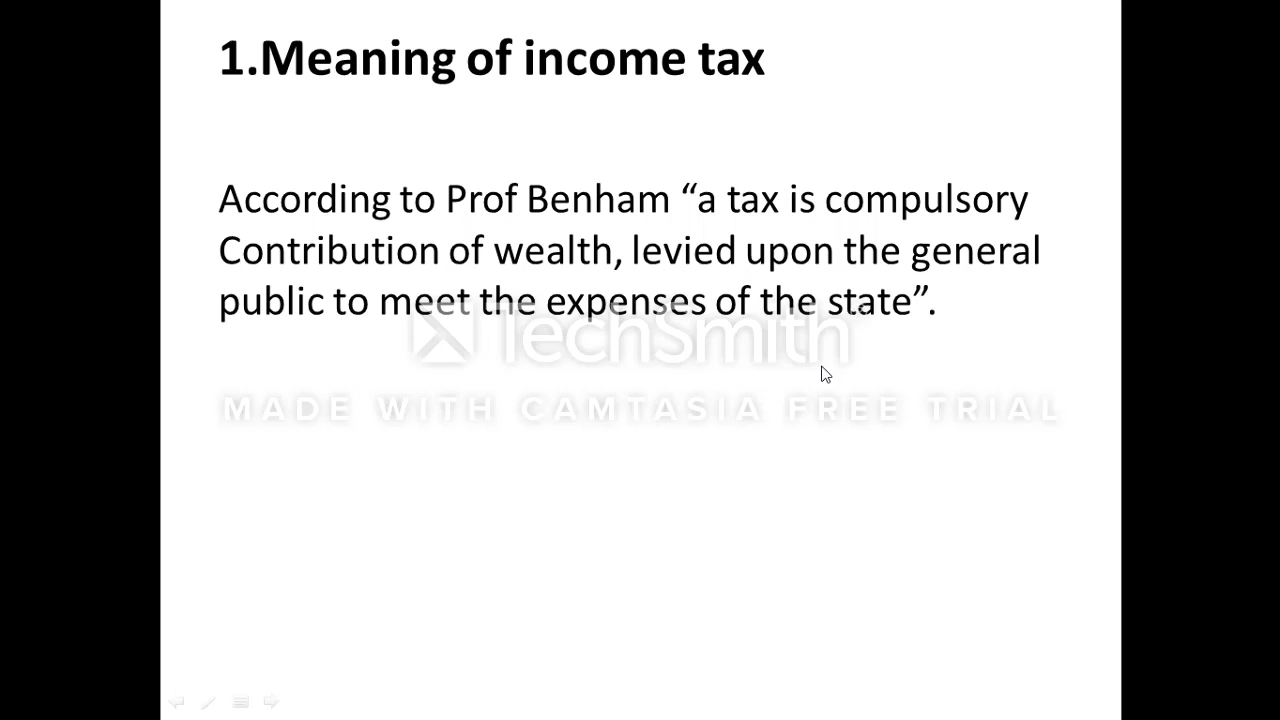 1.Meaning of income tax
According to Prof Benham “a tax is compulsory
Contribution of wealth, levied upon the general
public to meet the expenses of the state”.
TechSmith
MADE WITH CAMTASIA FREE TRIAL